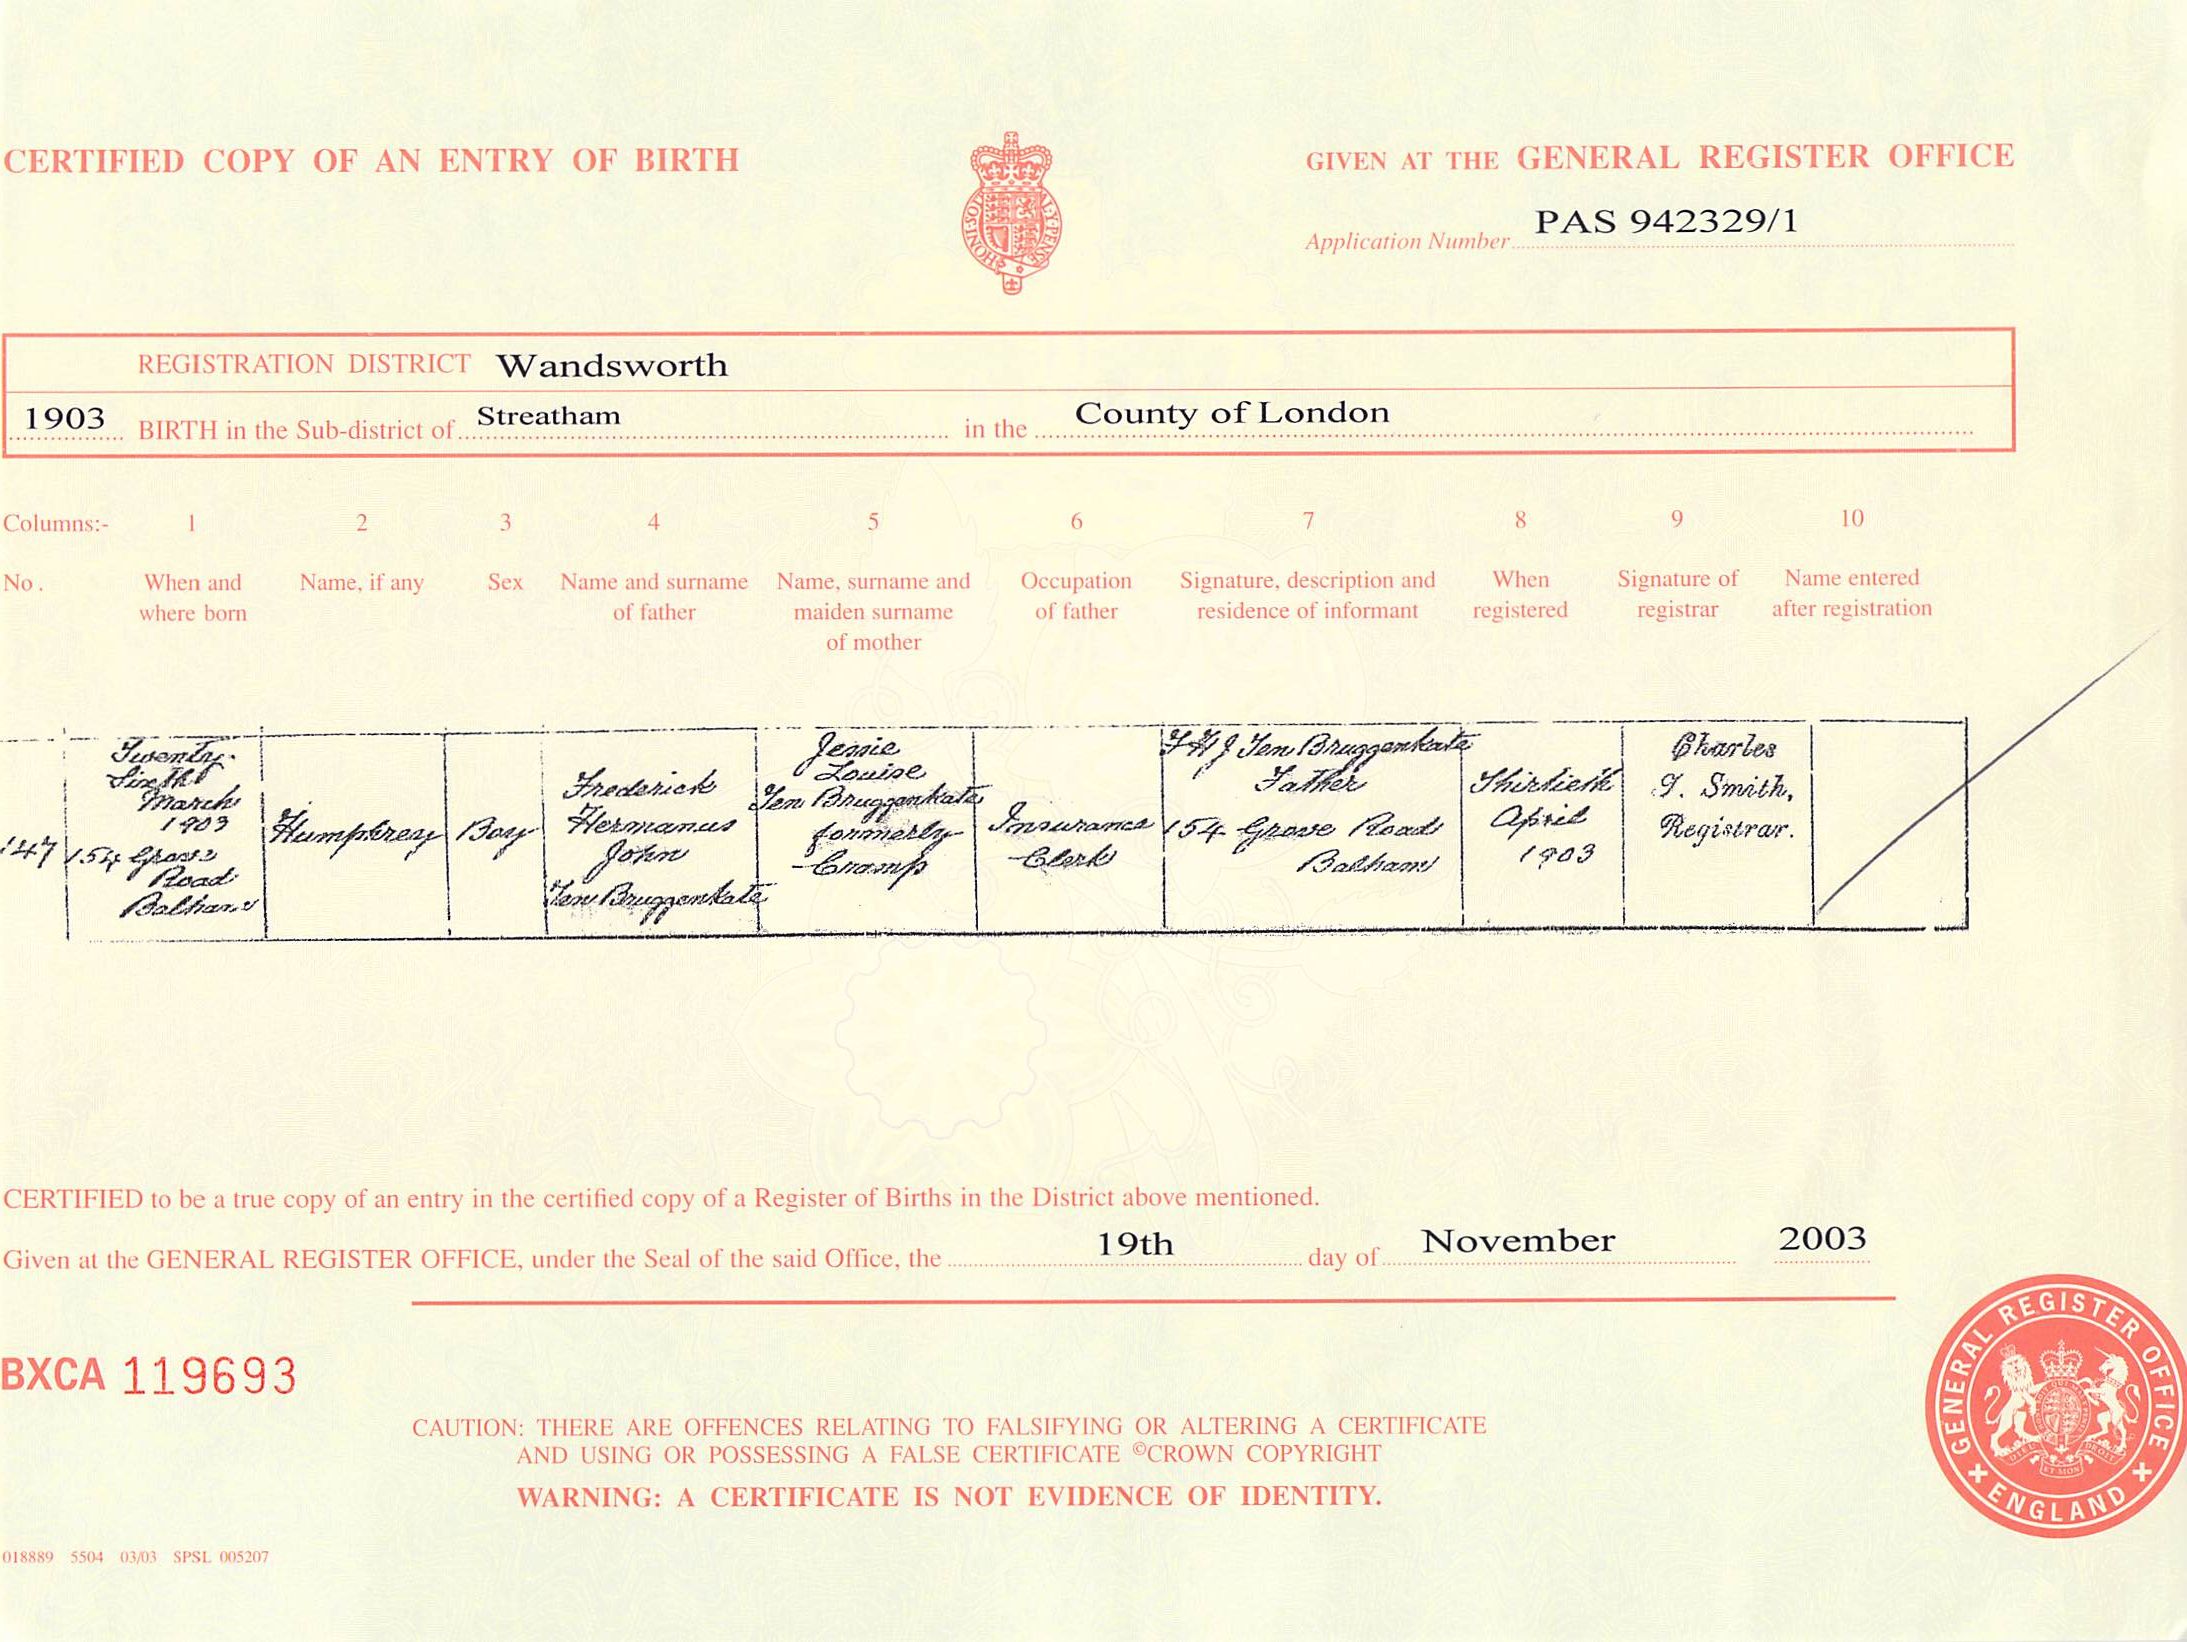 CERTIFIED COPY OF AN ENTRY OF BIRTH
GIVEN AT THE GENERAL REGISTER OFFICE
Application Number PAS 942329/1
REGISTRATION DISTRICT Wandsworth
1903 BIRTH in the Sub-district of Streatham in the County of London
Columns:- 1 2 3 4 5 6 7 8 9 10
No. When and where born
Name, if any
Sex
Name and surname of father
Name, surname and maiden surname of mother
Occupation of father
Signature, description and residence of informant
When registered
Signature of registrar
Name entered after registration
147
Twenty
Sixth
March
1903
154 Grove
Road
Balham
Humphrey
Boy
Frederick
Hermanus
John
Ten Bruggenkate
Jessie
Louise
Ten Bruggenkate
formerly
Cramp
Insurance
Clerk
F H J Ten Bruggenkate
Father
154 Grove Road
Balham
Thirtieth
April
1903
Charles
T. Smith,
Registrar.
CERTIFIED to be a true copy of an entry in the certified copy of a Register of Births in the District above mentioned.
Given at the GENERAL REGISTER OFFICE, under the Seal of the said Office, the 19th day of November 2003
BXCA 119693
CAUTION: THERE ARE OFFENCES RELATING TO FALSIFYING OR ALTERING A CERTIFICATE
AND USING OR POSSESSING A FALSE CERTIFICATE ©CROWN COPYRIGHT
WARNING: A CERTIFICATE IS NOT EVIDENCE OF IDENTITY.
GENERAL REGISTER OFFICE
ENGLAND
018889 5504 03/03 SPSL 005207